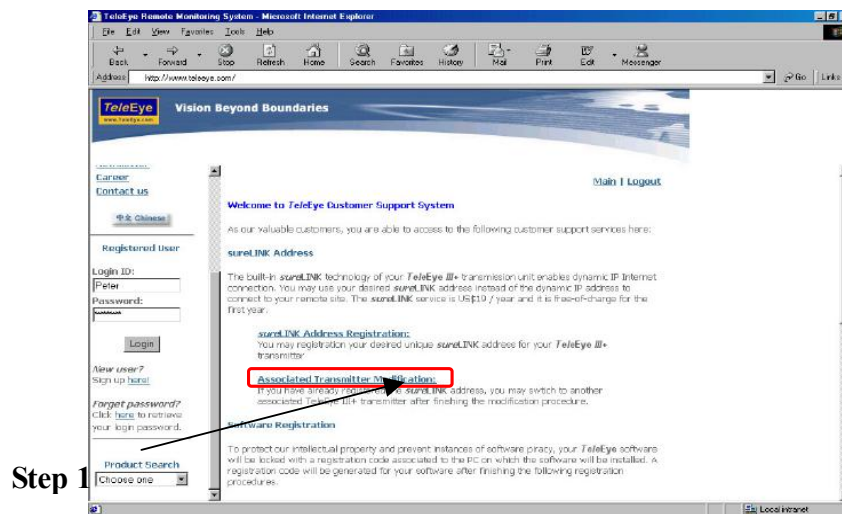 TeleEye Remote Monitoring System - Microsoft Internet Explorer
File Edit View Favorites Tools Help
Back Forward Stop Refresh Home Search Favorites History Mail Print Edit Messenger
Address http://www.teleeye.com/ Go Links
TeleEye
www.TeleEye.com
Vision Beyond Boundaries
Career
Contact us
中文 Chinese
Registered User
Login ID:
Peter
Password:
Login
New user?
Sign up here!
Forget password?
Click here to retrieve
your login password.
Product Search
Choose one
Main | Logout
Welcome to TeleEye Customer Support System
As our valuable customers, you are able to access to the following customer support services here:
sureLINK Address
The built-in sureLINK technology of your TeleEye III+ transmission unit enables dynamic IP Internet
connection. You may use your desired sureLINK address instead of the dynamic IP address to
connect to your remote site. The sureLINK service is US$19 / year and it is free-of-charge for the
first year.
sureLINK Address Registration:
You may registration your desired unique sureLINK address for your TeleEye III+
transmitter
Associated Transmitter Modification:
If you have already registered the sureLINK address, you may swtich to another
associated TeleEye III+ transmitter after finishing the modification procedure.
Software Registration
To protect our intellectual property and prevent instances of software piracy, your TeleEye software
will be locked with a registration code associated to the PC on which the software will be installed. A
registration code will be generated for your software after finishing the following registration
procedures.
Step 1
Local intranet